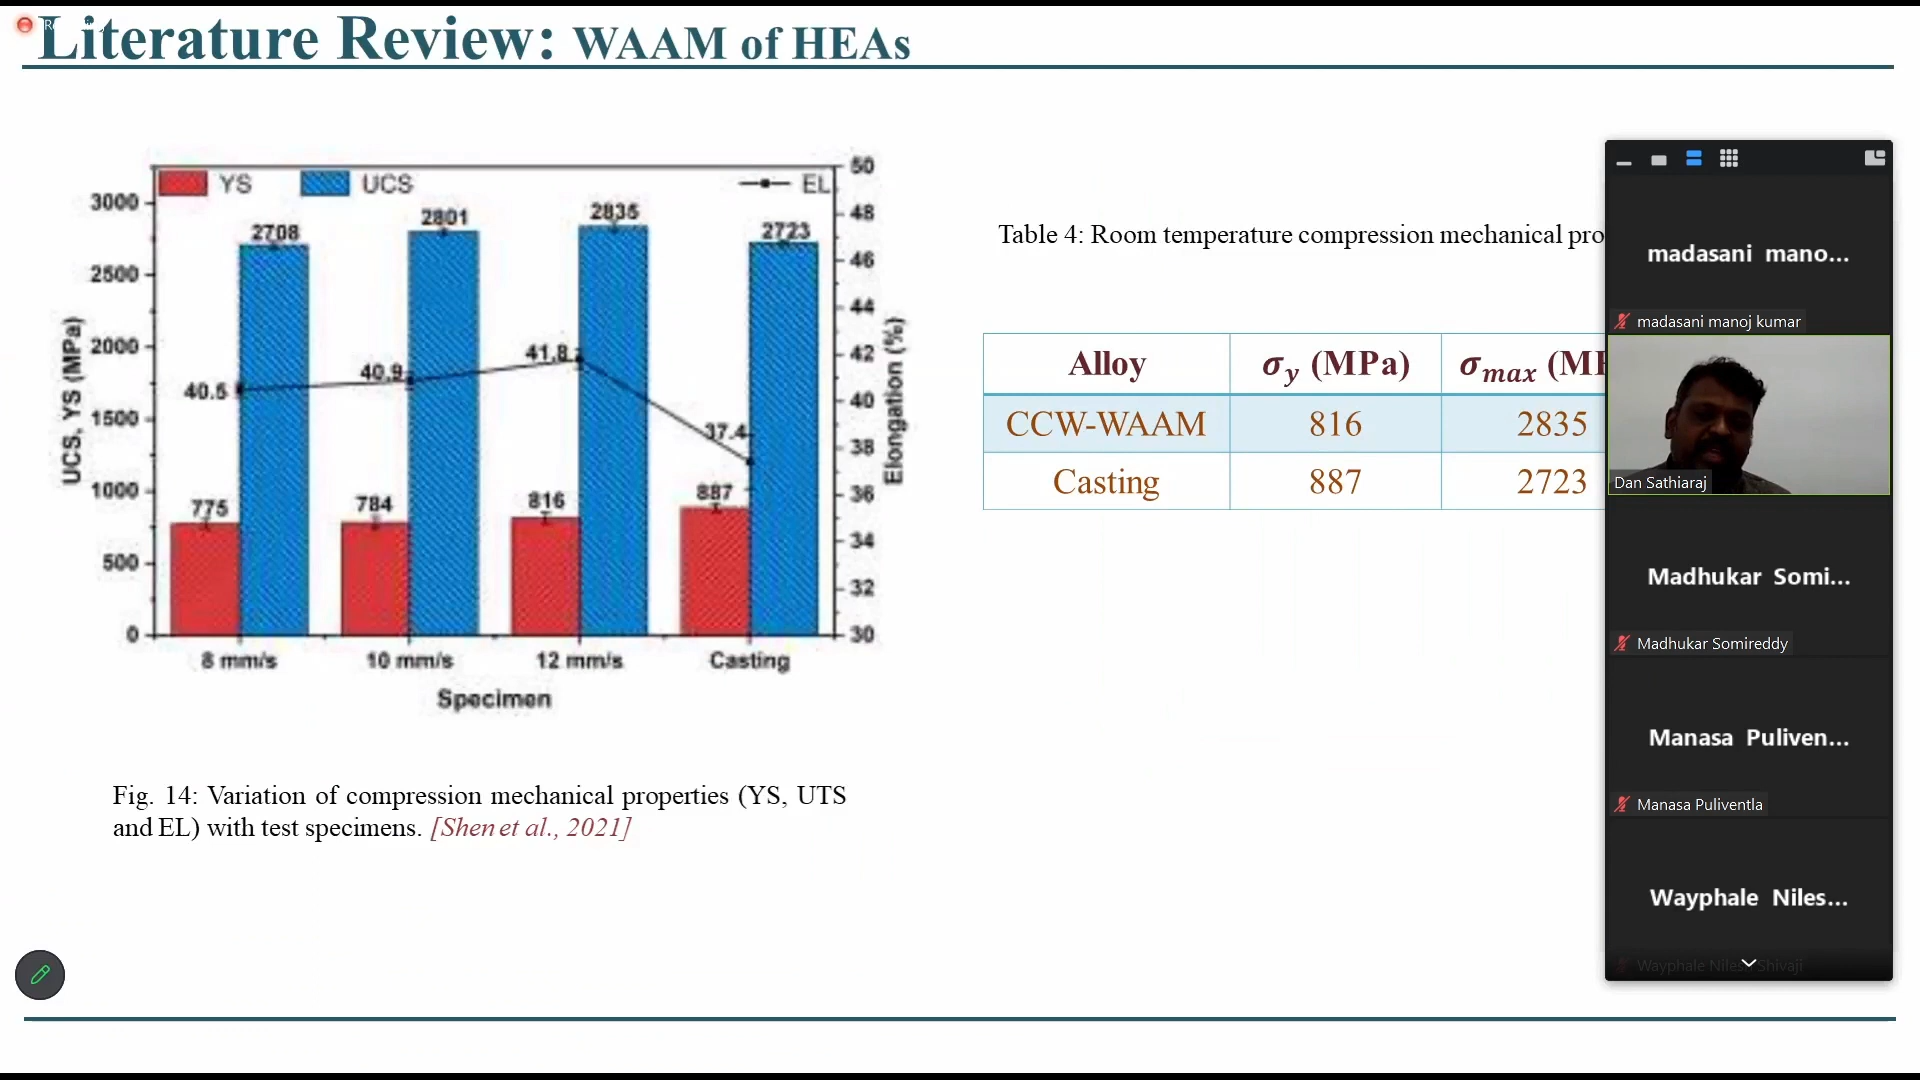 Literature Review: WAAM of HEAs
YS
UCS
EL
3000
2500
2000
1500
1000
500
0
UCS, YS (MPa)
50
48
46
44
42
40
38
36
34
32
30
Elongation (%)
2708
2801
2835
2723
40.5
40.9
41.8
37.4
775
784
816
887
8 mm/s
10 mm/s
12 mm/s
Casting
Specimen
Fig. 14: Variation of compression mechanical properties (YS, UTS
and EL) with test specimens. [Shen et al., 2021]
Table 4: Room temperature compression mechanical pro
Alloy σy (MPa) σmax (MP
CCW-WAAM 816 2835
Casting 887 2723
madasani mano...
madasani manoj kumar
Dan Sathiaraj
Madhukar Somi...
Madhukar Somireddy
Manasa Puliven...
Manasa Puliventla
Wayphale Niles...
Wayphale Nilesh Shivaji